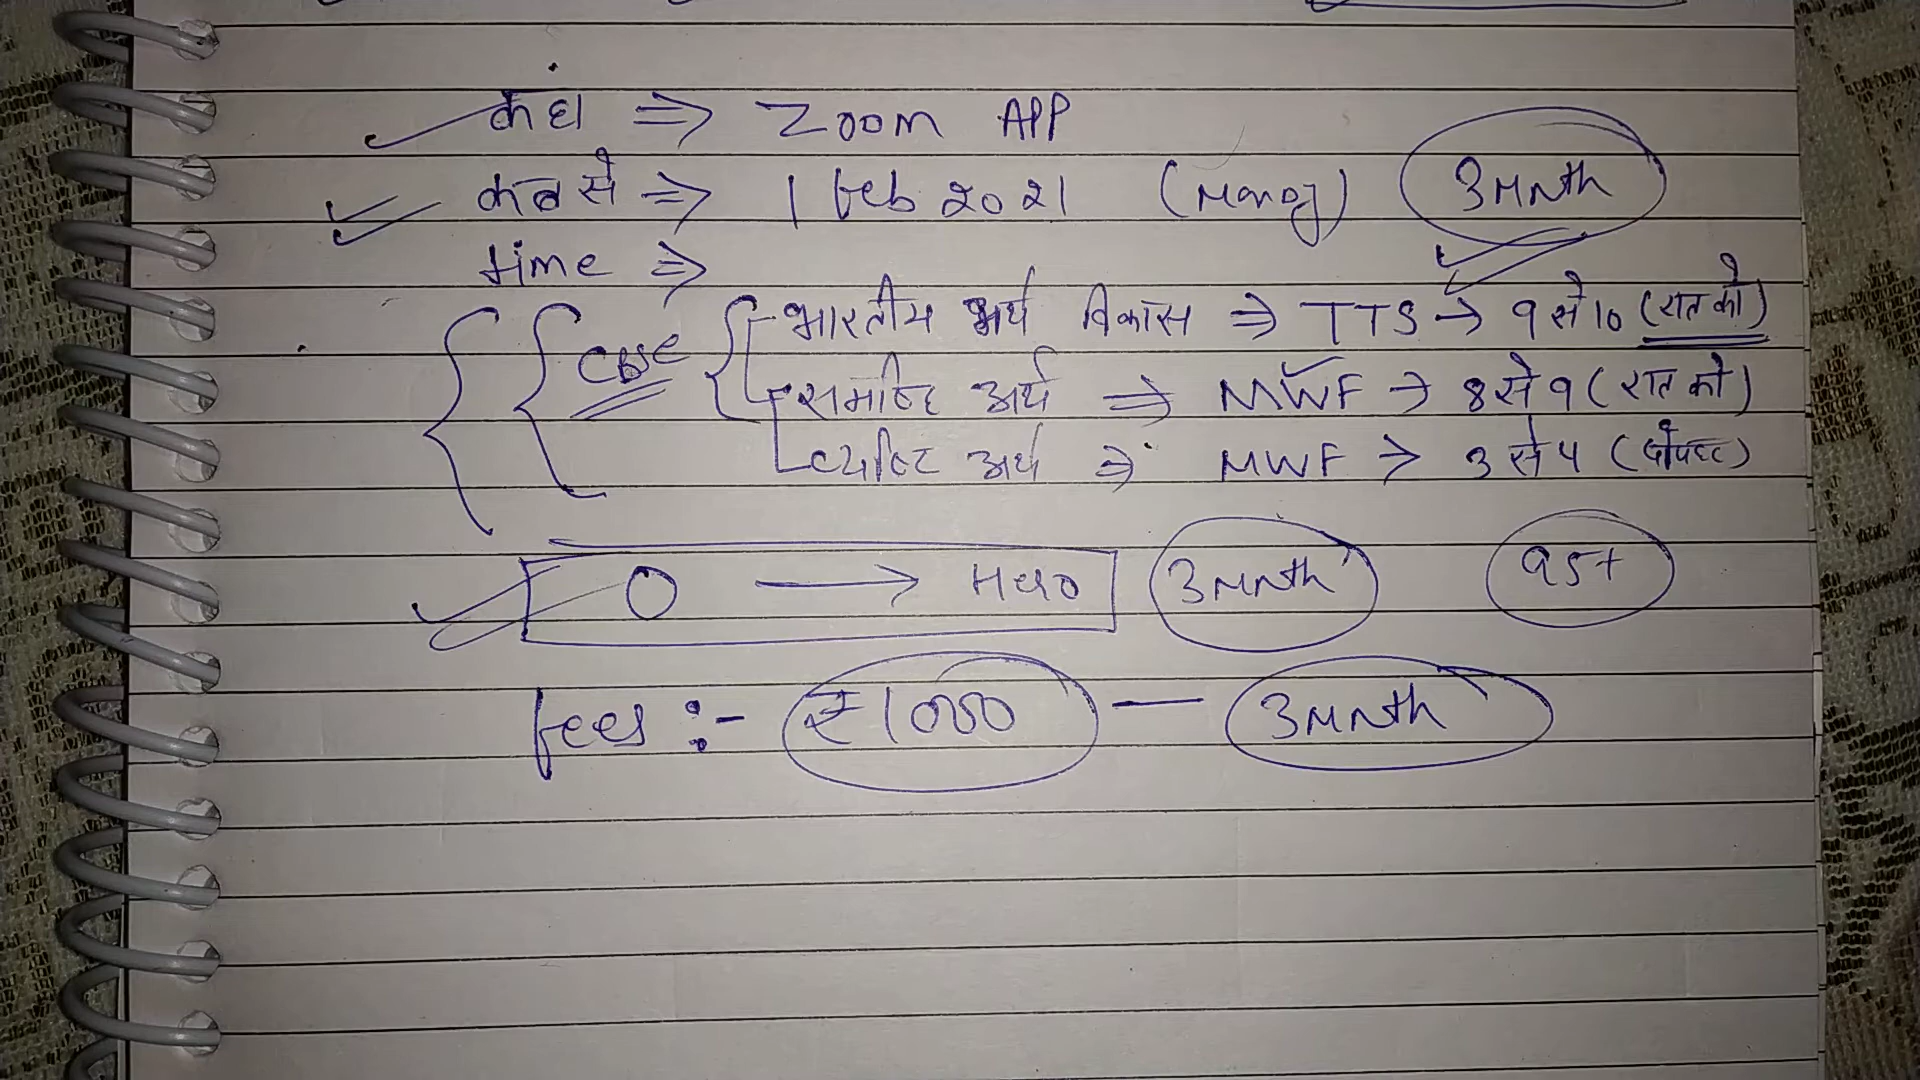 कहा ⇒ Zoom APP
कब से ⇒ 1 feb 2021 (Monday) 3 Mnth
time ⇒
CBSE भारतीय अर्थ विकास ⇒ TTS → 9 से 10 (रात को)
समष्टि अर्थ ⇒ MWF → 8 से 9 (रात को)
व्यष्टि अर्थ ⇒ MWF → 3 से 4 (दोपहर)
0 → Hero 3 Mnth 95+
fees :- ₹1000 — 3 Mnth